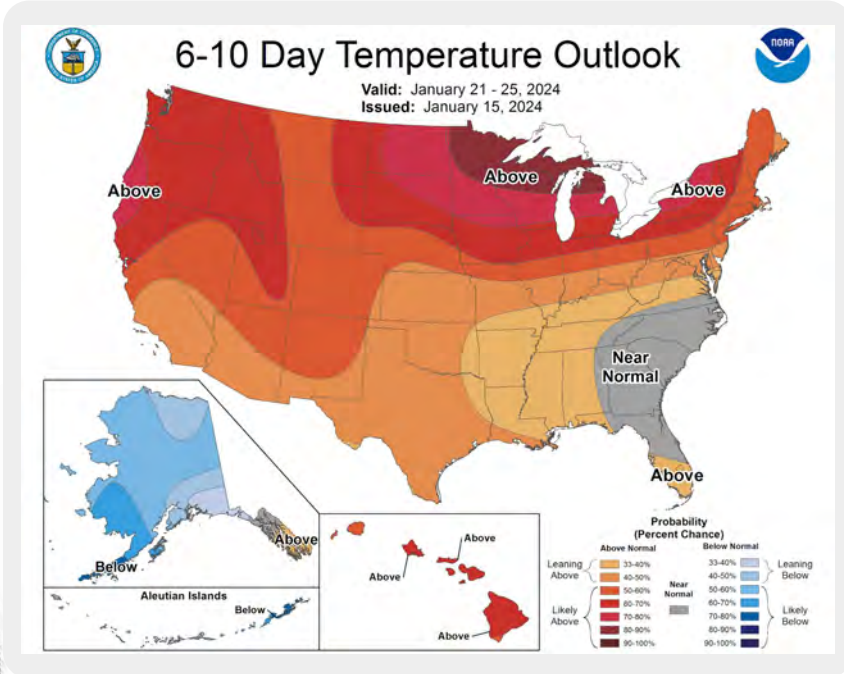 6-10 Day Temperature Outlook
NOAA
Valid: January 21 - 25, 2024
Issued: January 15, 2024
Above
Above
Above
Near
Normal
Above
Above
Below
Aleutian Islands
Below
Above
Above
Above
Probability
(Percent Chance)
Above Normal
Below Normal
Leaning
Above
33-40%
40-50%
Likely
Above
50-60%
60-70%
70-80%
80-90%
90-100%
Near
Normal
33-40%
40-50%
Leaning
Below
50-60%
60-70%
70-80%
80-90%
90-100%
Likely
Below